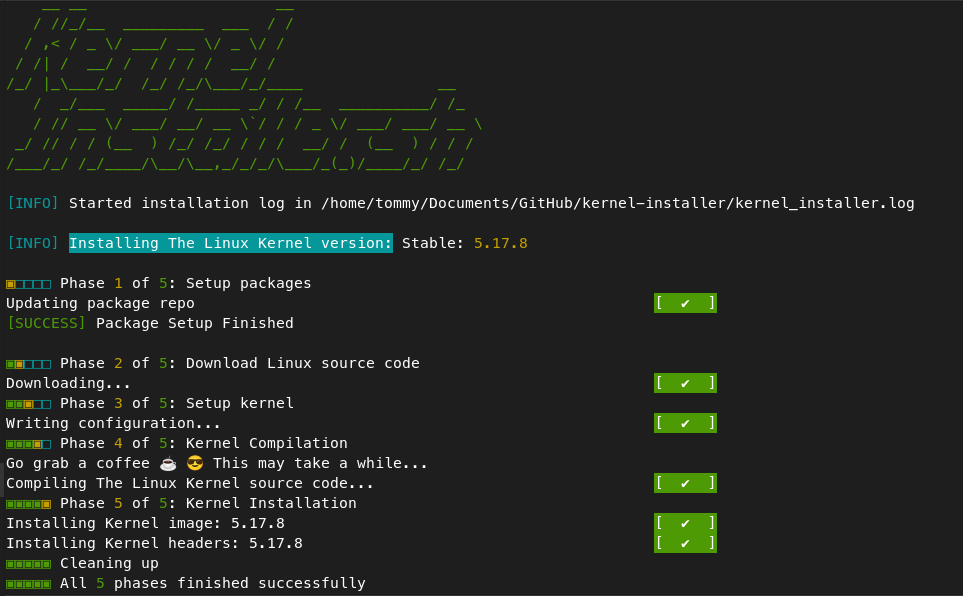 Kernel
Installer.sh
[INFO] Started installation log in /home/tommy/Documents/GitHub/kernel-installer/kernel_installer.log
[INFO] Installing The Linux Kernel version: Stable: 5.17.8
▣□□□□ Phase 1 of 5: Setup packages
Updating package repo [ ✔ ]
[SUCCESS] Package Setup Finished
▣▣□□□ Phase 2 of 5: Download Linux source code
Downloading... [ ✔ ]
▣▣▣□□ Phase 3 of 5: Setup kernel
Writing configuration... [ ✔ ]
▣▣▣▣□ Phase 4 of 5: Kernel Compilation
Go grab a coffee ☕ 😎 This may take a while...
Compiling The Linux Kernel source code... [ ✔ ]
▣▣▣▣▣ Phase 5 of 5: Kernel Installation
Installing Kernel image: 5.17.8 [ ✔ ]
Installing Kernel headers: 5.17.8 [ ✔ ]
▣▣▣▣▣ Cleaning up
▣▣▣▣▣ All 5 phases finished successfully